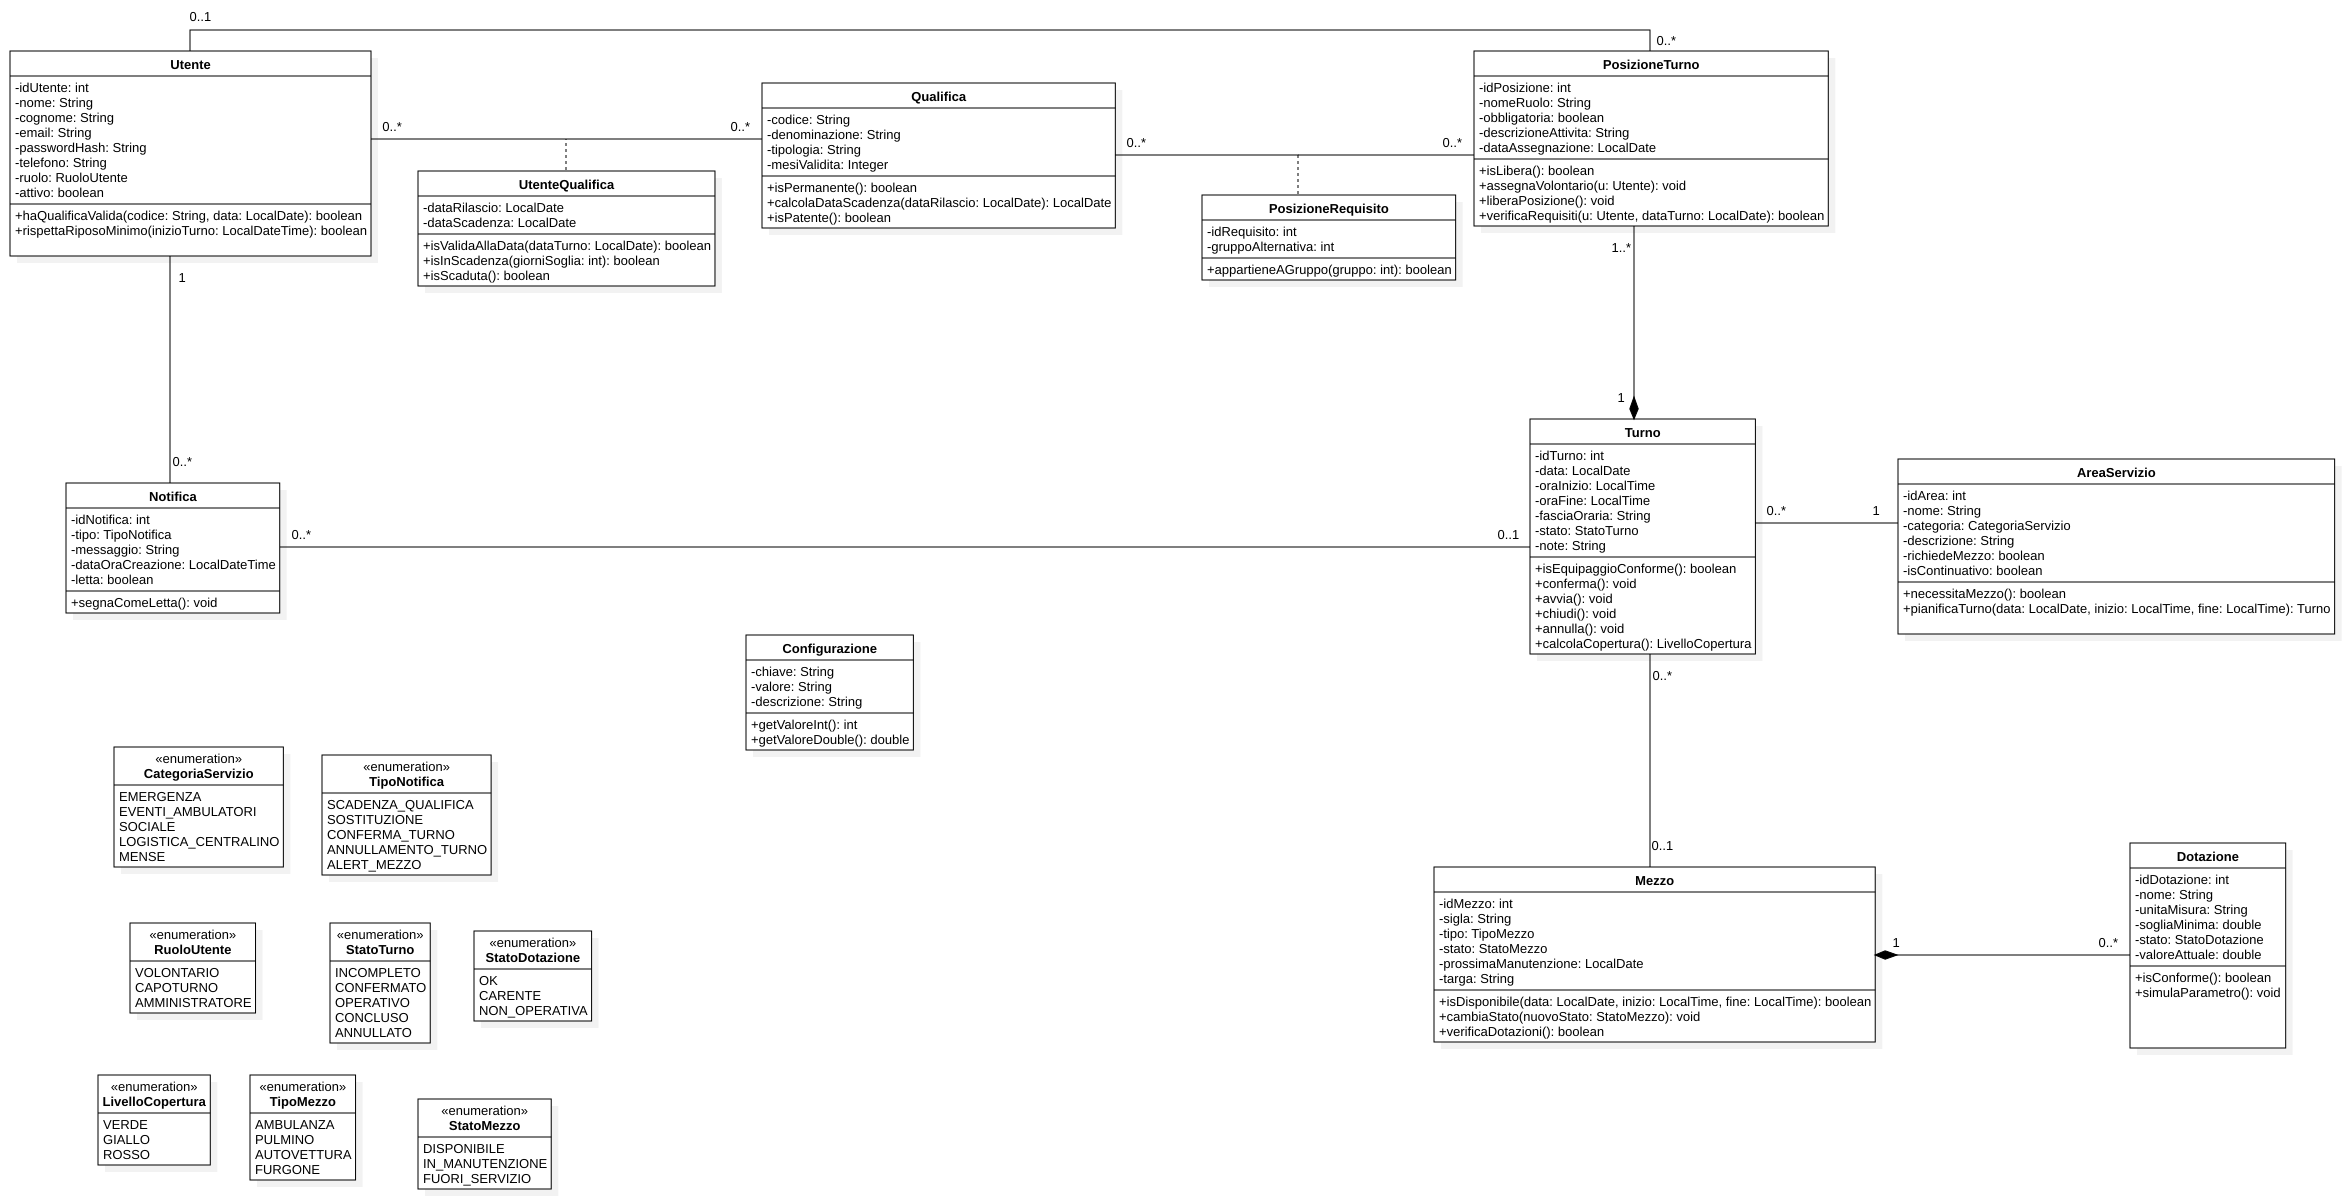 0..1
0..*
Utente
-idUtente: int
-nome: String
-cognome: String
-email: String
-passwordHash: String
-telefono: String
-ruolo: RuoloUtente
-attivo: boolean
+haQualificaValida(codice: String, data: LocalDate): boolean
+rispettaRiposoMinimo(inizioTurno: LocalDateTime): boolean
0..*
0..*
UtenteQualifica
-dataRilascio: LocalDate
-dataScadenza: LocalDate
+isValidaAllaData(dataTurno: LocalDate): boolean
+isInScadenza(giorniSoglia: int): boolean
+isScaduta(): boolean
Qualifica
-codice: String
-denominazione: String
-tipologia: String
-mesiValidita: Integer
+isPermanente(): boolean
+calcolaDataScadenza(dataRilascio: LocalDate): LocalDate
+isPatente(): boolean
0..*
0..*
PosizioneRequisito
-idRequisito: int
-gruppoAlternativa: int
+appartieneAGruppo(gruppo: int): boolean
PosizioneTurno
-idPosizione: int
-nomeRuolo: String
-obbligatoria: boolean
-descrizioneAttivita: String
-dataAssegnazione: LocalDate
+isLibera(): boolean
+assegnaVolontario(u: Utente): void
+liberaPosizione(): void
+verificaRequisiti(u: Utente, dataTurno: LocalDate): boolean
1..*
1
1
0..*
Notifica
-idNotifica: int
-tipo: TipoNotifica
-messaggio: String
-dataOraCreazione: LocalDateTime
-letta: boolean
+segnaComeLetta(): void
0..*
0..1
Turno
-idTurno: int
-data: LocalDate
-oraInizio: LocalTime
-oraFine: LocalTime
-fasciaOraria: String
-stato: StatoTurno
-note: String
+isEquipaggioConforme(): boolean
+conferma(): void
+avvia(): void
+chiudi(): void
+annulla(): void
+calcolaCopertura(): LivelloCopertura
0..*
1
AreaServizio
-idArea: int
-nome: String
-categoria: CategoriaServizio
-descrizione: String
-richiedeMezzo: boolean
-isContinuativo: boolean
+necessitaMezzo(): boolean
+pianificaTurno(data: LocalDate, inizio: LocalTime, fine: LocalTime): Turno
Configurazione
-chiave: String
-valore: String
-descrizione: String
+getValoreInt(): int
+getValoreDouble(): double
0..*
0..1
Mezzo
-idMezzo: int
-sigla: String
-tipo: TipoMezzo
-stato: StatoMezzo
-prossimaManutenzione: LocalDate
-targa: String
+isDisponibile(data: LocalDate, inizio: LocalTime, fine: LocalTime): boolean
+cambiaStato(nuovoStato: StatoMezzo): void
+verificaDotazioni(): boolean
1
0..*
Dotazione
-idDotazione: int
-nome: String
-unitaMisura: String
-sogliaMinima: double
-stato: StatoDotazione
-valoreAttuale: double
+isConforme(): boolean
+simulaParametro(): void
«enumeration»
CategoriaServizio
EMERGENZA
EVENTI_AMBULATORI
SOCIALE
LOGISTICA_CENTRALINO
MENSE
«enumeration»
TipoNotifica
SCADENZA_QUALIFICA
SOSTITUZIONE
CONFERMA_TURNO
ANNULLAMENTO_TURNO
ALERT_MEZZO
«enumeration»
RuoloUtente
VOLONTARIO
CAPOTURNO
AMMINISTRATORE
«enumeration»
StatoTurno
INCOMPLETO
CONFERMATO
OPERATIVO
CONCLUSO
ANNULLATO
«enumeration»
StatoDotazione
OK
CARENTE
NON_OPERATIVA
«enumeration»
LivelloCopertura
VERDE
GIALLO
ROSSO
«enumeration»
TipoMezzo
AMBULANZA
PULMINO
AUTOVETTURA
FURGONE
«enumeration»
StatoMezzo
DISPONIBILE
IN_MANUTENZIONE
FUORI_SERVIZIO